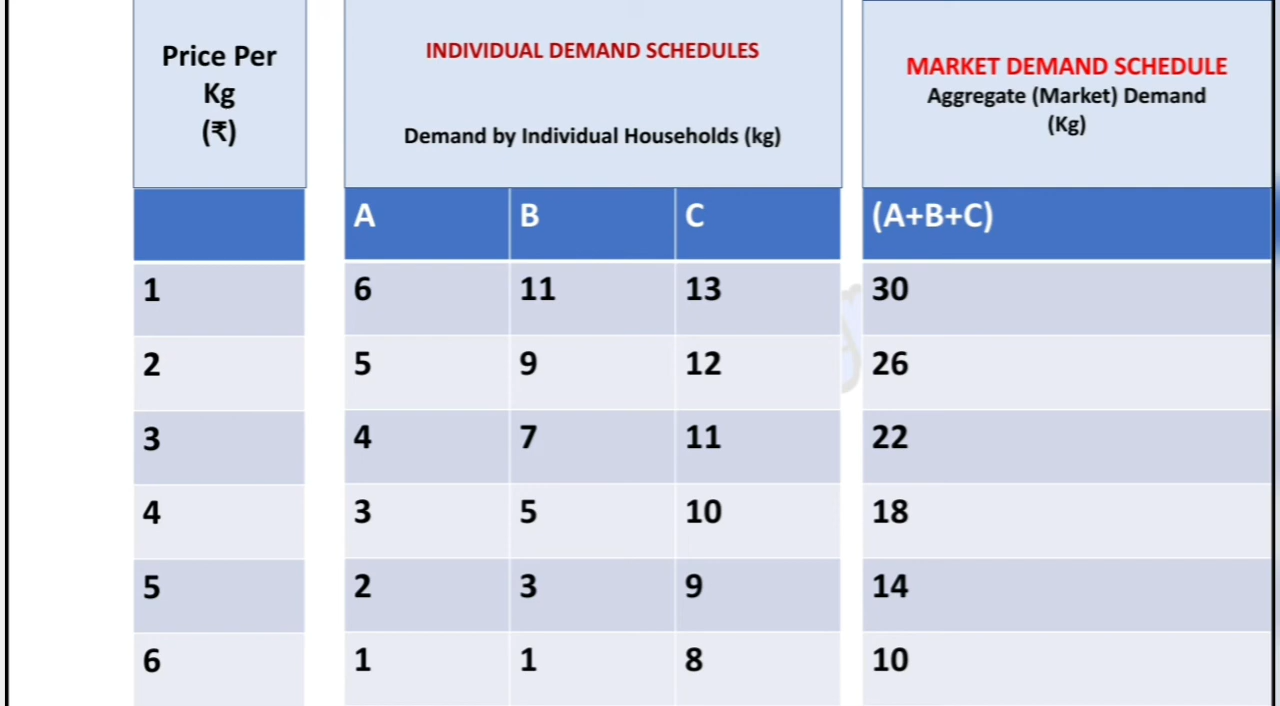 Price Per
Kg
(₹)
INDIVIDUAL DEMAND SCHEDULES
Demand by Individual Households (kg)
MARKET DEMAND SCHEDULE
Aggregate (Market) Demand
(Kg)
A B C (A+B+C)
1 6 11 13 30
2 5 9 12 26
3 4 7 11 22
4 3 5 10 18
5 2 3 9 14
6 1 1 8 10